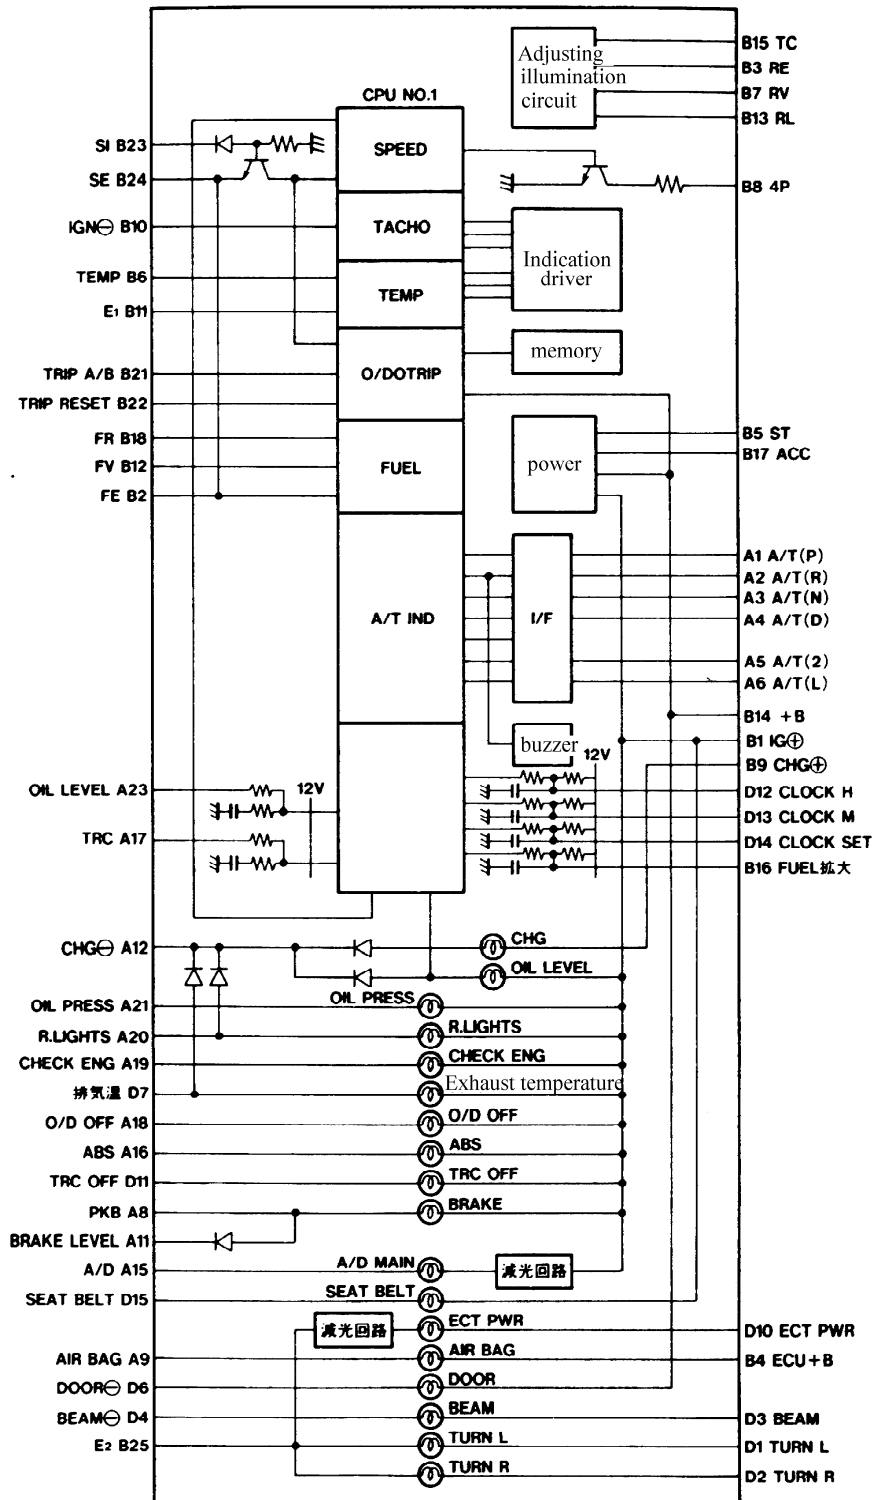 B15 TC
Adjusting
illumination
circuit
B3 RE
B7 RV
B13 RL
CPU NO.1
SI B23
SPEED
SE B24
B8 4P
IGN⊖ B10
TACHO
Indication
driver
TEMP B6
TEMP
E1 B11
memory
TRIP A/B B21
O/DOTRIP
TRIP RESET B22
FR B18
B5 ST
B17 ACC
FV B12
FUEL
power
FE B2
A1 A/T(P)
A2 A/T(R)
A3 A/T(N)
A/T IND
I/F
A4 A/T(D)
A5 A/T(2)
A6 A/T(L)
B14 +B
buzzer
B1 IG⊕
12V
B9 CHG⊕
OIL LEVEL A23
12V
D12 CLOCK H
D13 CLOCK M
TRC A17
D14 CLOCK SET
B16 FUEL拡大
CHG⊖ A12
CHG
OIL LEVEL
OIL PRESS A21
OIL PRESS
R.LIGHTS A20
R.LIGHTS
CHECK ENG A19
CHECK ENG
排気温 D7
Exhaust temperature
O/D OFF A18
O/D OFF
ABS A16
ABS
TRC OFF D11
TRC OFF
PKB A8
BRAKE
BRAKE LEVEL A11
A/D A15
A/D MAIN
減光回路
SEAT BELT D15
SEAT BELT
減光回路
ECT PWR
D10 ECT PWR
AIR BAG A9
AIR BAG
B4 ECU+B
DOOR⊖ D6
DOOR
BEAM⊖ D4
BEAM
D3 BEAM
E2 B25
TURN L
D1 TURN L
TURN R
D2 TURN R